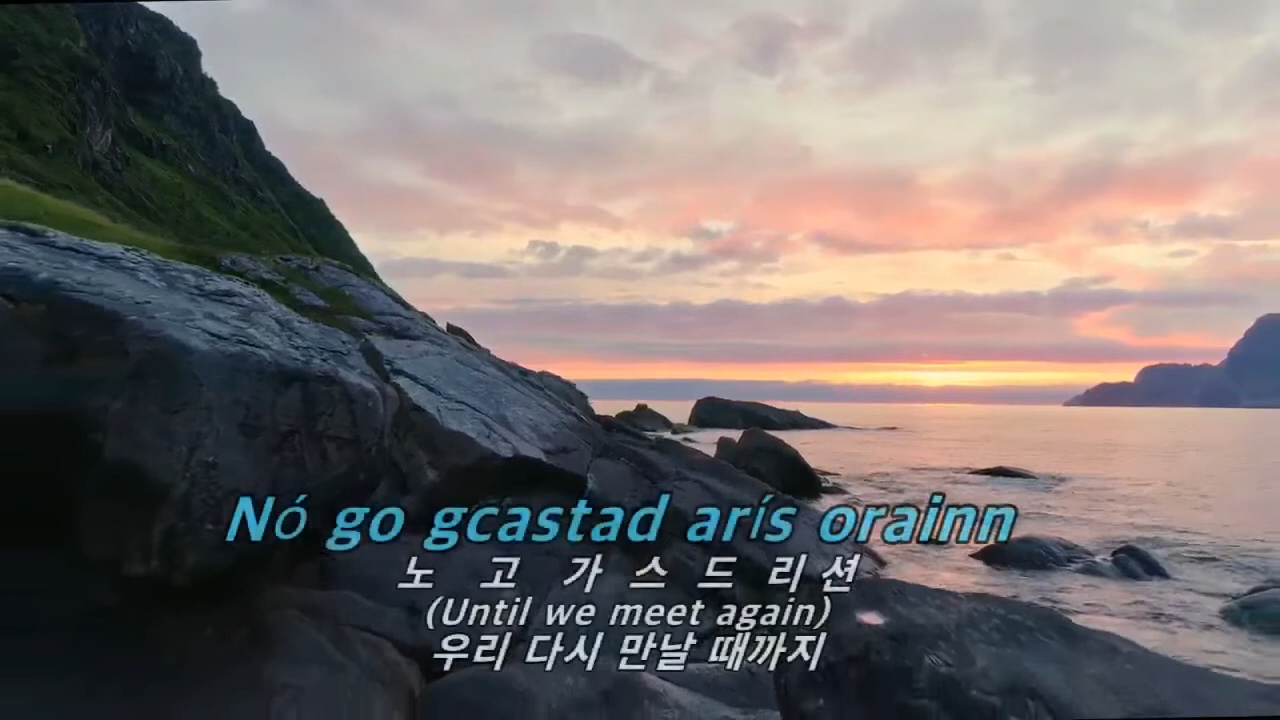 Nó go gcastad arís orainn
노 고 가 스 드 리 션
(Until we meet again)
우리 다시 만날 때까지